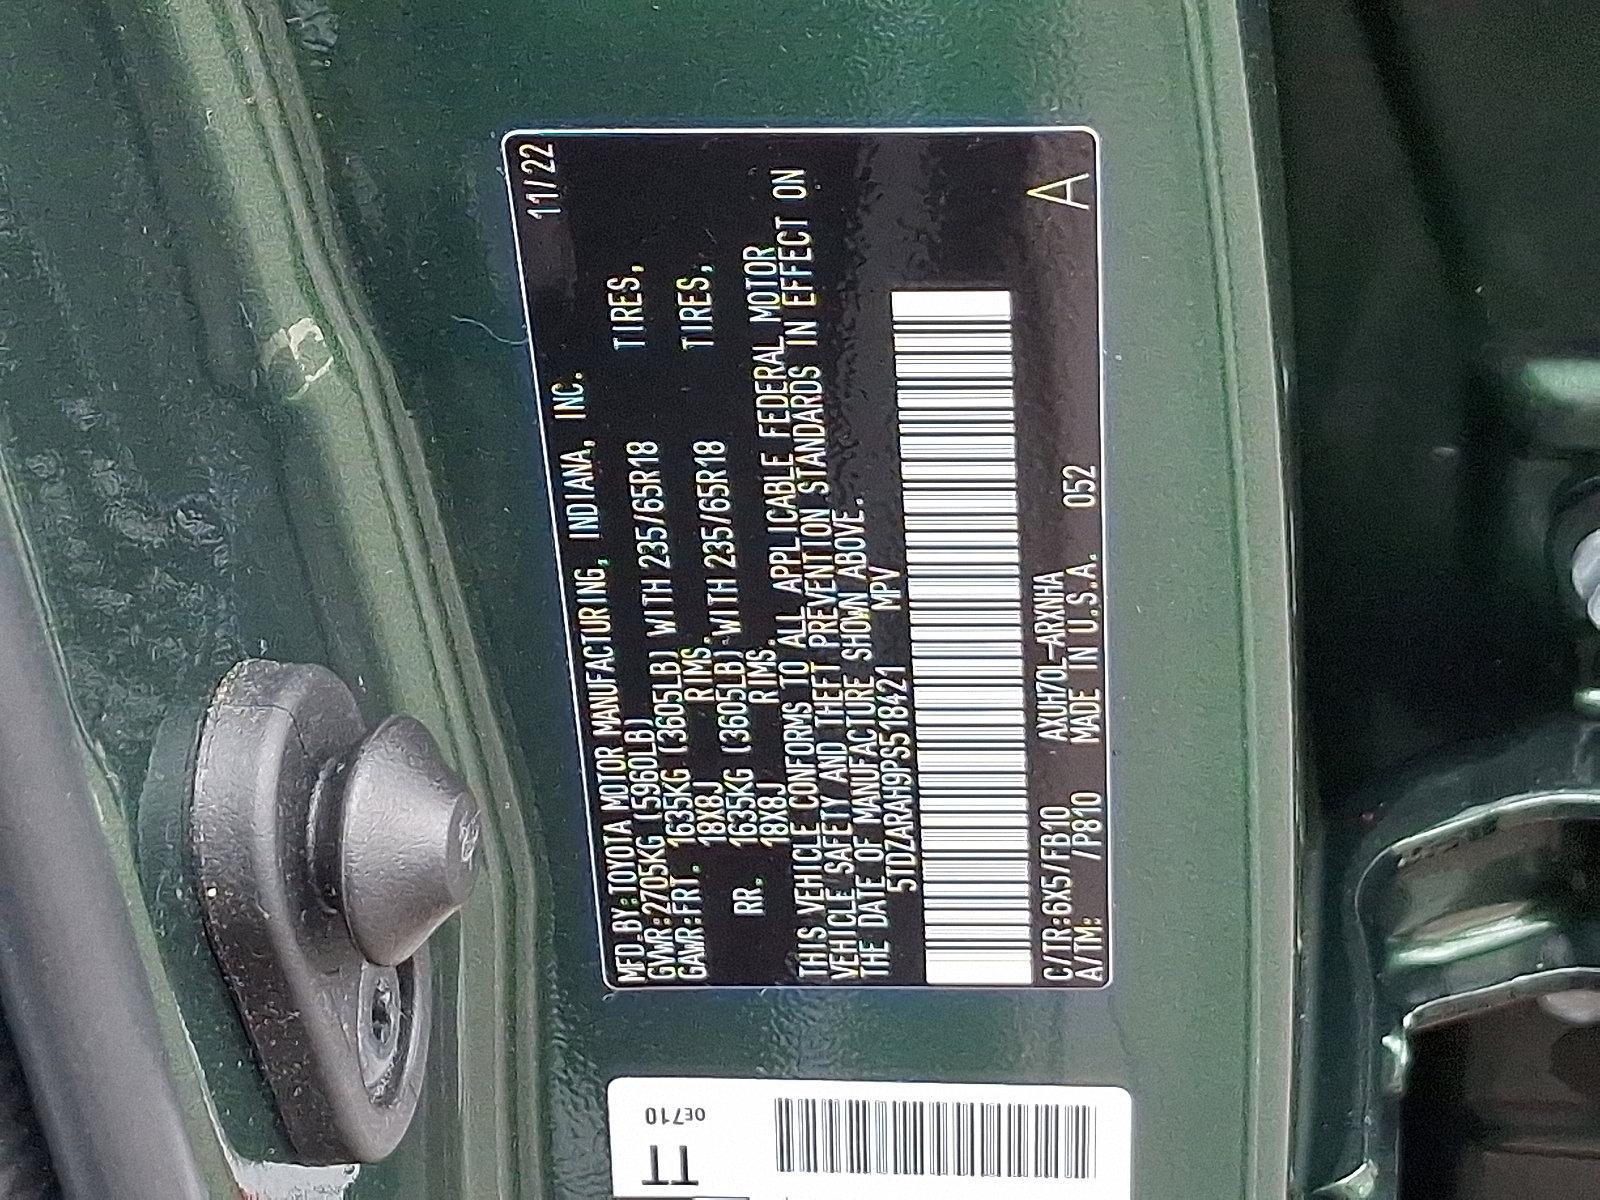 11/22
MFD.BY:TOYOTA MOTOR MANUFACTURING, INDIANA, INC.
GVWR:2705KG (5960LB)
GAWR:FRT. 1635KG (3605LB) WITH 235/65R18 TIRES,
18X8J RIMS.
RR. 1635KG (3605LB) WITH 235/65R18 TIRES,
18X8J RIMS.
THIS VEHICLE CONFORMS TO ALL APPLICABLE FEDERAL MOTOR
VEHICLE SAFETY AND THEFT PREVENTION STANDARDS IN EFFECT ON
THE DATE OF MANUFACTURE SHOWN ABOVE.
5TDZARAH9PS518421 MPV
C/TR:6X5/FB10 AXUH70L-ARXNHA
A/TM: /P810 MADE IN U.S.A. 052
A
TT
0E710